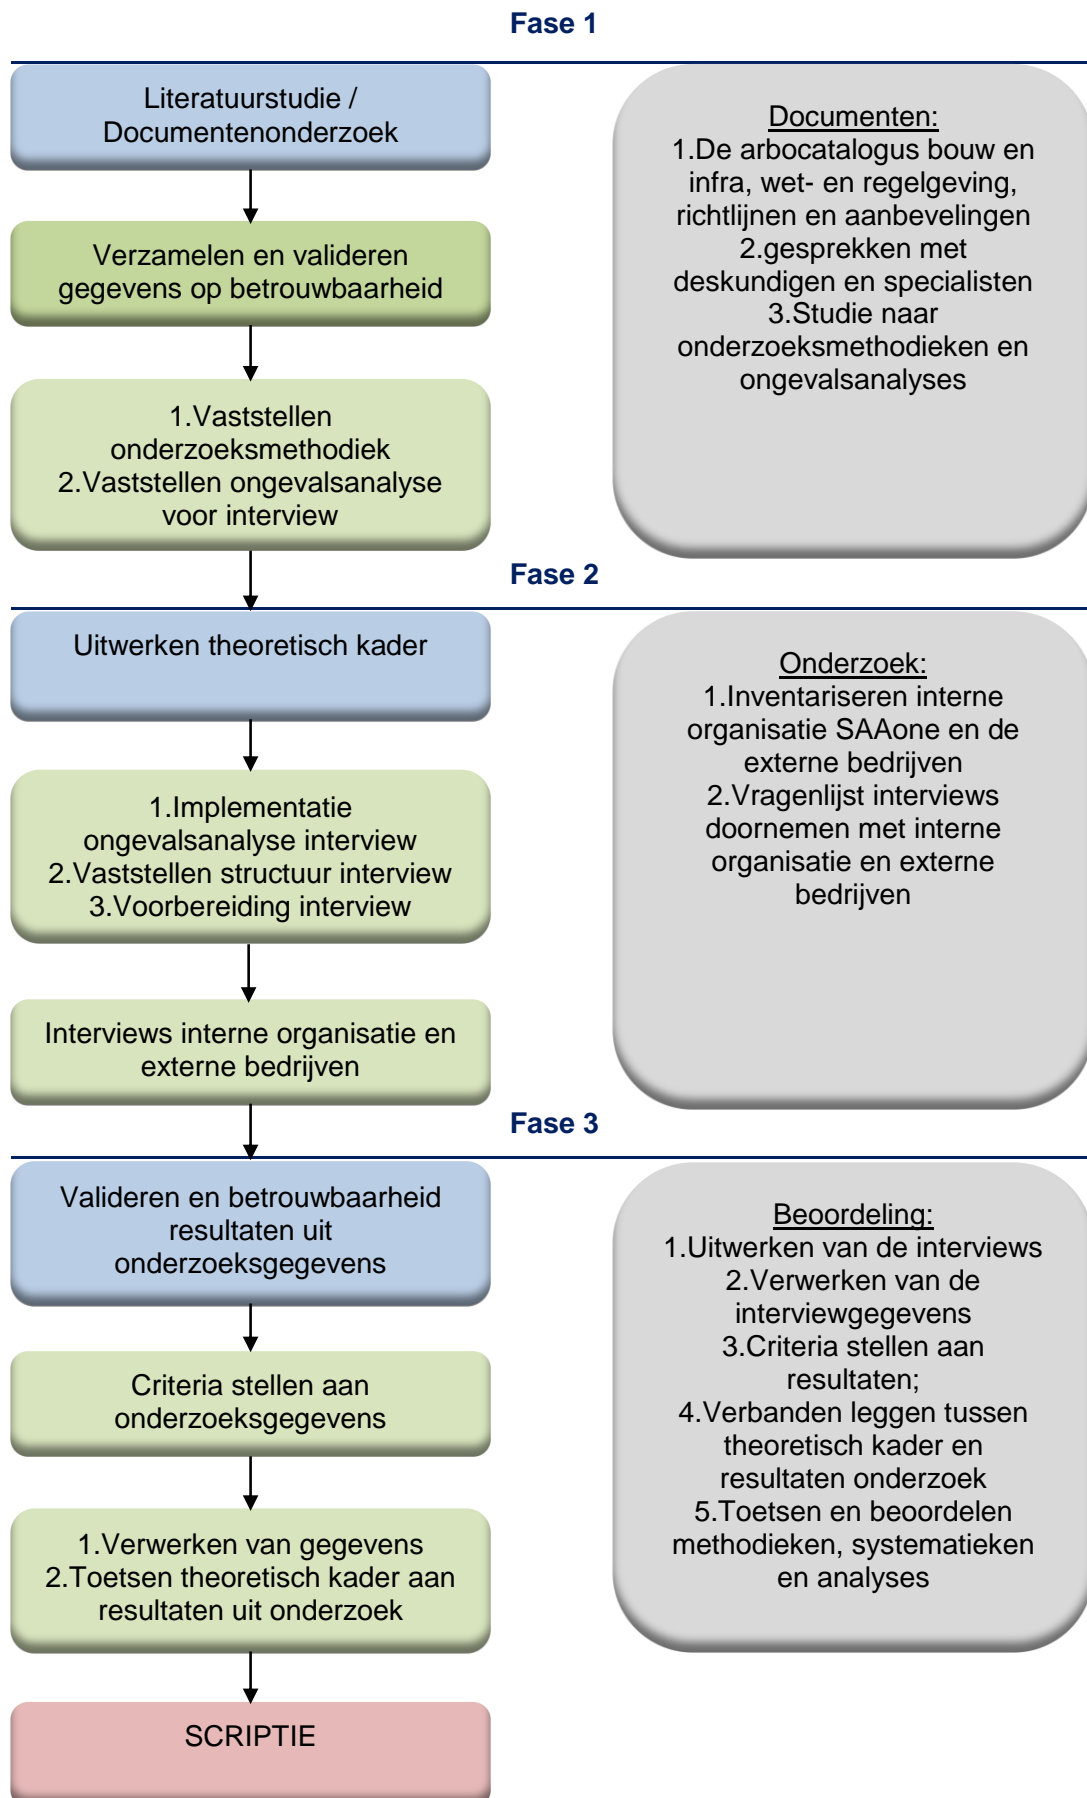 Fase 1
Literatuurstudie /
Documentenonderzoek
Verzamelen en valideren
gegevens op betrouwbaarheid
1.Vaststellen
onderzoeksmethodiek
2.Vaststellen ongevalsanalyse
voor interview
Documenten:
1.De arbocatalogus bouw en
infra, wet- en regelgeving,
richtlijnen en aanbevelingen
2.gesprekken met
deskundigen en specialisten
3.Studie naar
onderzoeksmethodieken en
ongevalsanalyses
Fase 2
Uitwerken theoretisch kader
1.Implementatie
ongevalsanalyse interview
2.Vaststellen structuur interview
3.Voorbereiding interview
Interviews interne organisatie en
externe bedrijven
Onderzoek:
1.Inventariseren interne
organisatie SAAone en de
externe bedrijven
2.Vragenlijst interviews
doornemen met interne
organisatie en externe
bedrijven
Fase 3
Valideren en betrouwbaarheid
resultaten uit
onderzoeksgegevens
Criteria stellen aan
onderzoeksgegevens
1.Verwerken van gegevens
2.Toetsen theoretisch kader aan
resultaten uit onderzoek
SCRIPTIE
Beoordeling:
1.Uitwerken van de interviews
2.Verwerken van de
interviewgegevens
3.Criteria stellen aan
resultaten;
4.Verbanden leggen tussen
theoretisch kader en
resultaten onderzoek
5.Toetsen en beoordelen
methodieken, systematieken
en analyses